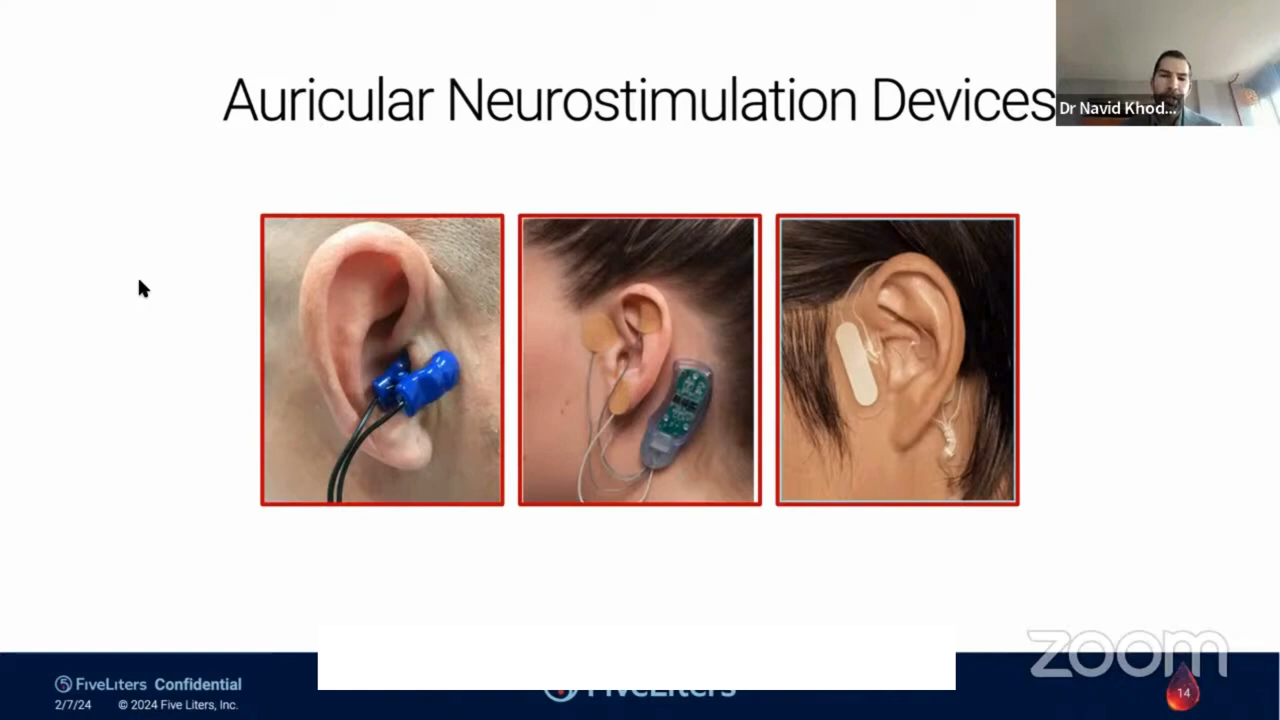 Auricular Neurostimulation Devices
Dr Navid Khod...
zoom
FIVELITERS Confidential
2/7/24 © 2024 Five Liters, Inc.
FIVELITERS
14